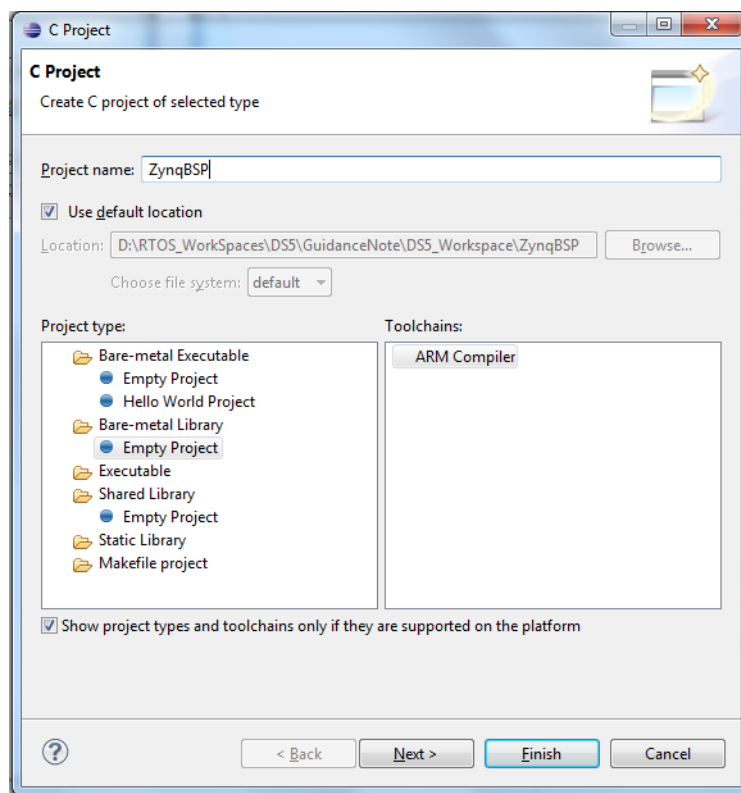 C Project
C Project
Create C project of selected type
Project name: ZynqBSP
Use default location
Location: D:\RTOS_WorkSpaces\DS5\GuidanceNote\DS5_Workspace\ZynqBSP Browse...
Choose file system: default
Project type: Toolchains:
Bare-metal Executable ARM Compiler
Empty Project
Hello World Project
Bare-metal Library
Empty Project
Executable
Shared Library
Empty Project
Static Library
Makefile project
Show project types and toolchains only if they are supported on the platform
? < Back Next > Finish Cancel